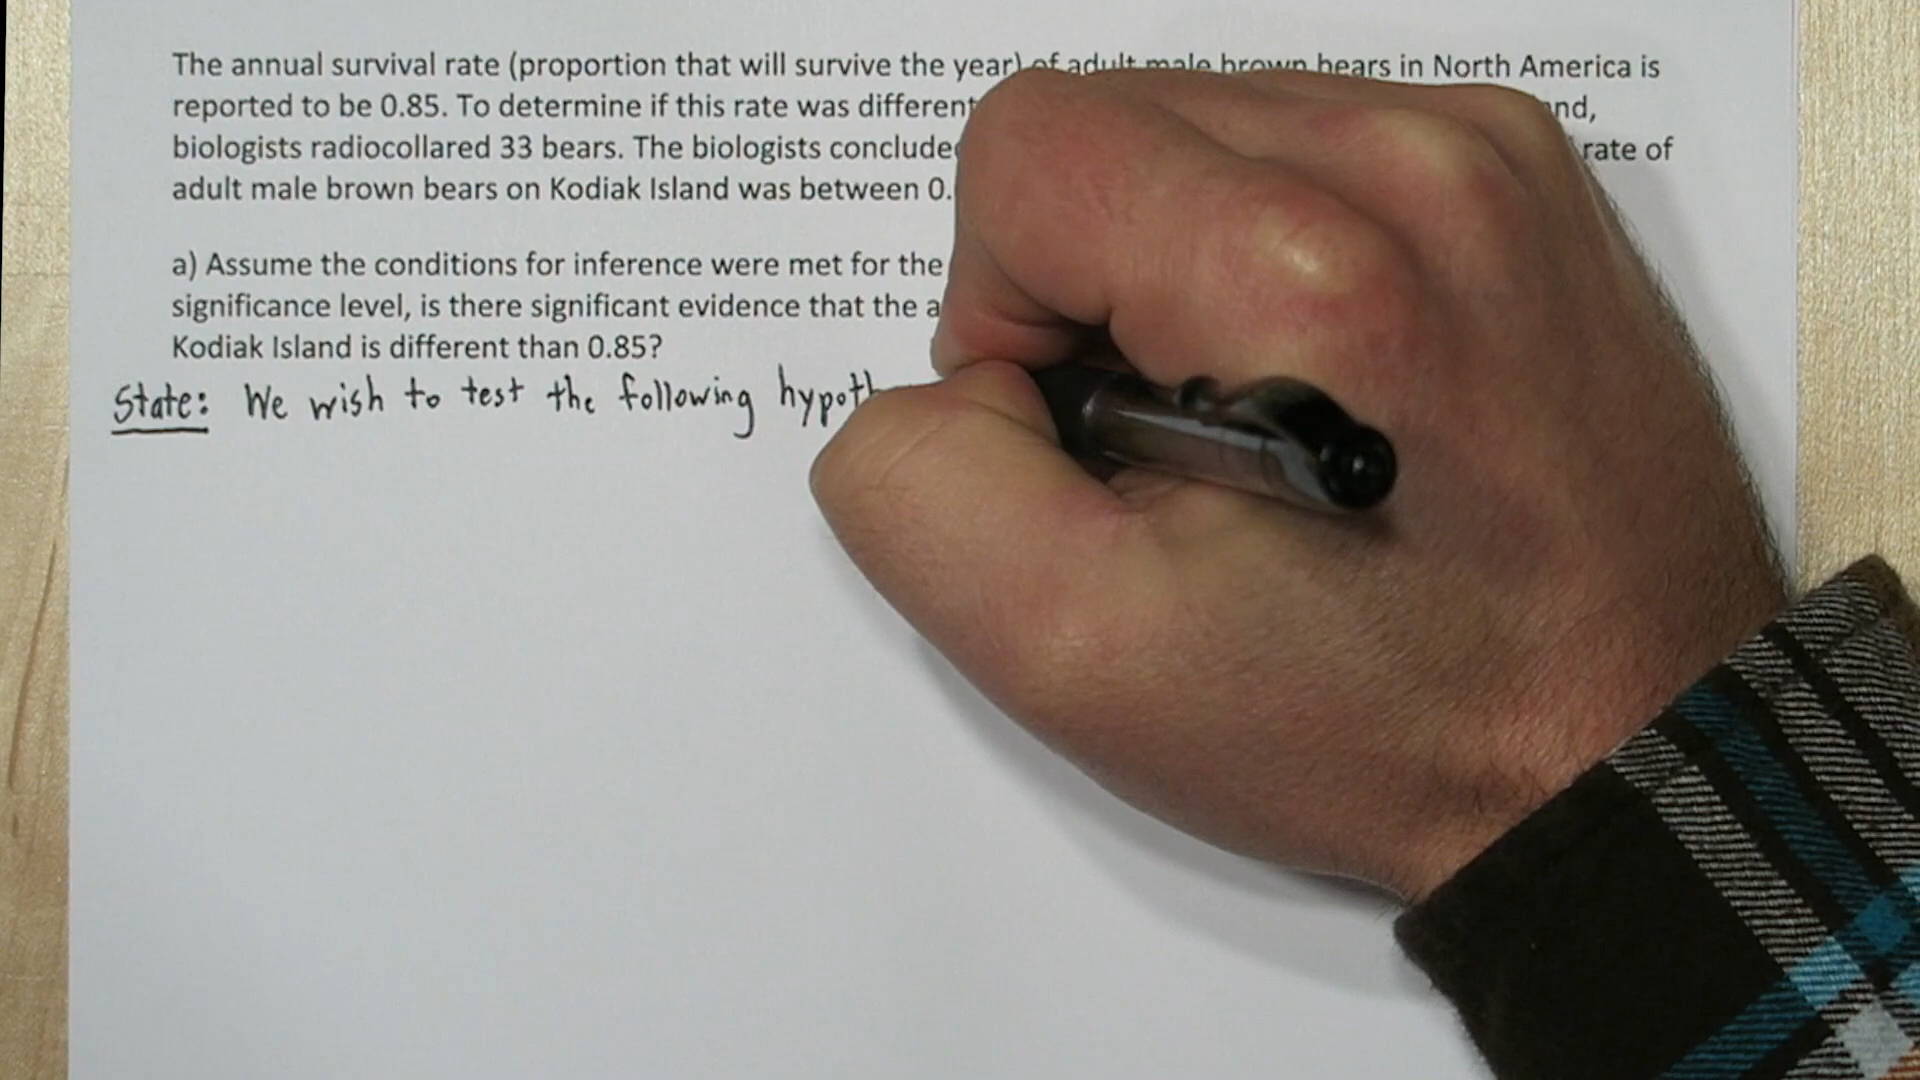 The annual survival rate (proportion that will survive the year) of adult male brown bears in North America is
reported to be 0.85. To determine if this rate was different
biologists radiocollared 33 bears. The biologists rate of
adult male brown bears on Kodiak Island was between
a) Assume the conditions for inference were met for the
significance level, is there significant evidence that the
Kodiak Island is different than 0.85?
State: We wish to test the following